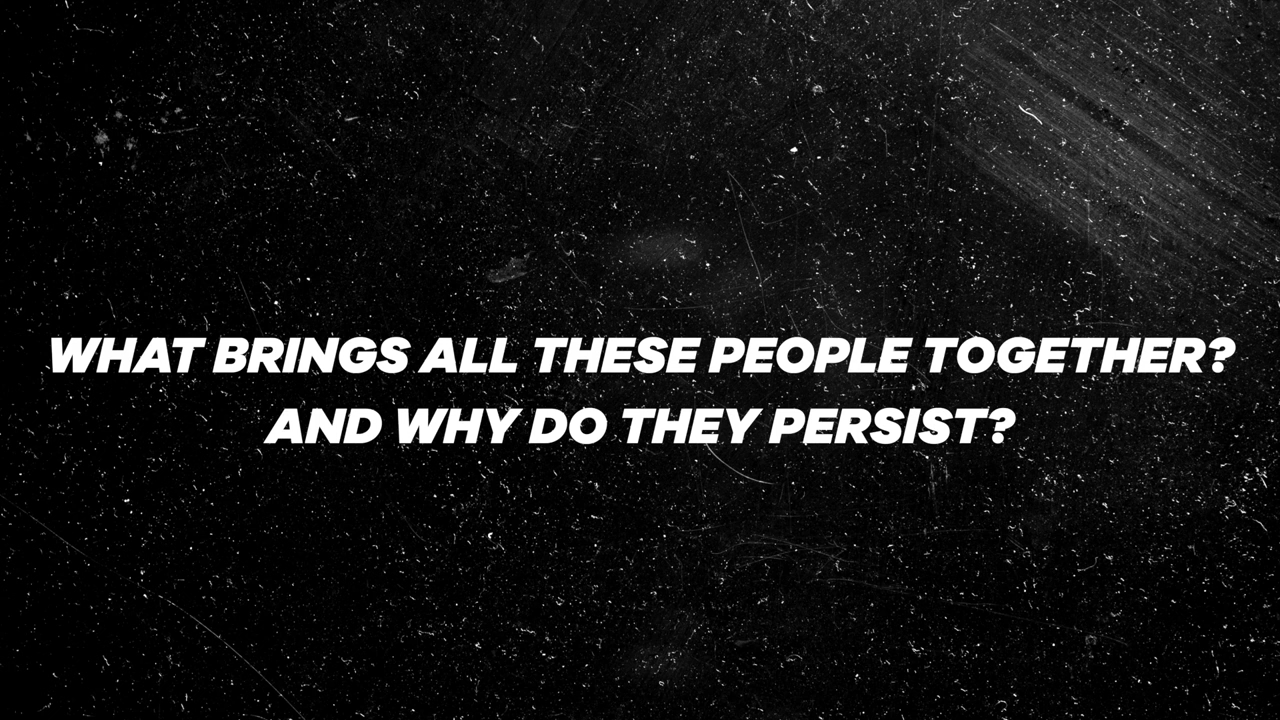 WHAT BRINGS ALL THESE PEOPLE TOGETHER?
AND WHY DO THEY PERSIST?